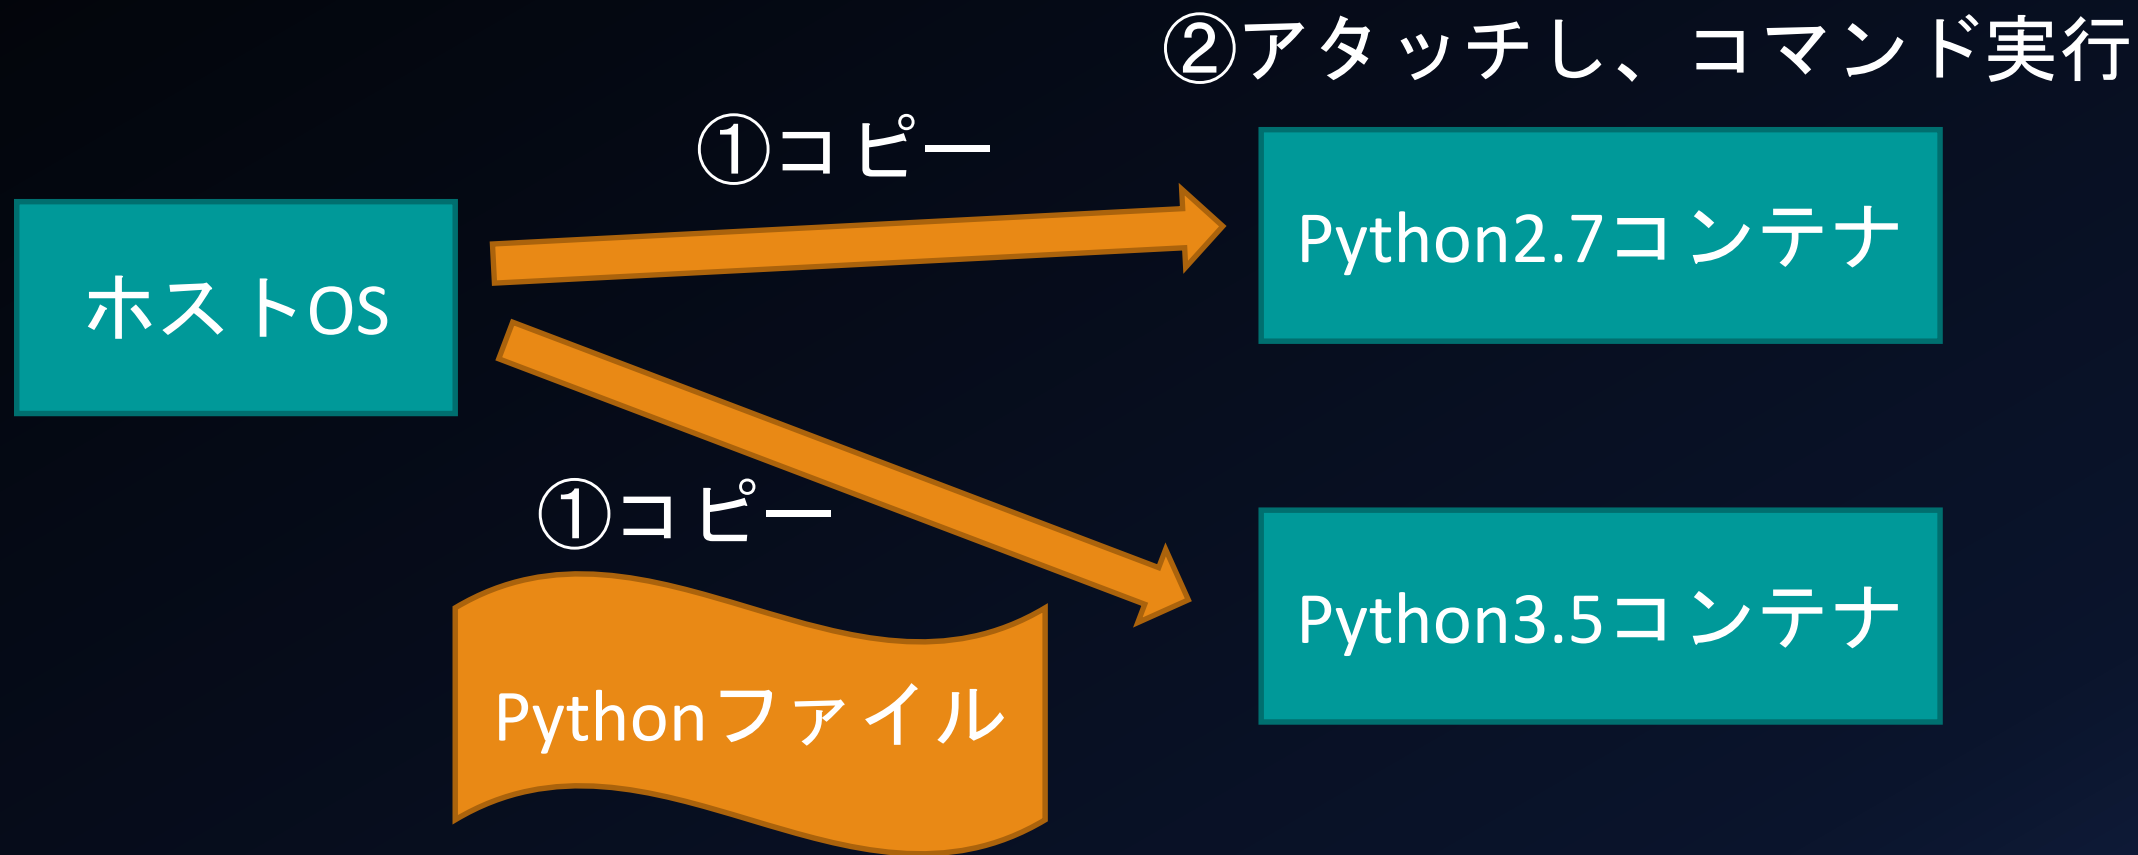 ②アタッチし、コマンド実行
①コピー
Python2.7コンテナ
ホストOS
①コピー
Python3.5コンテナ
Pythonファイル